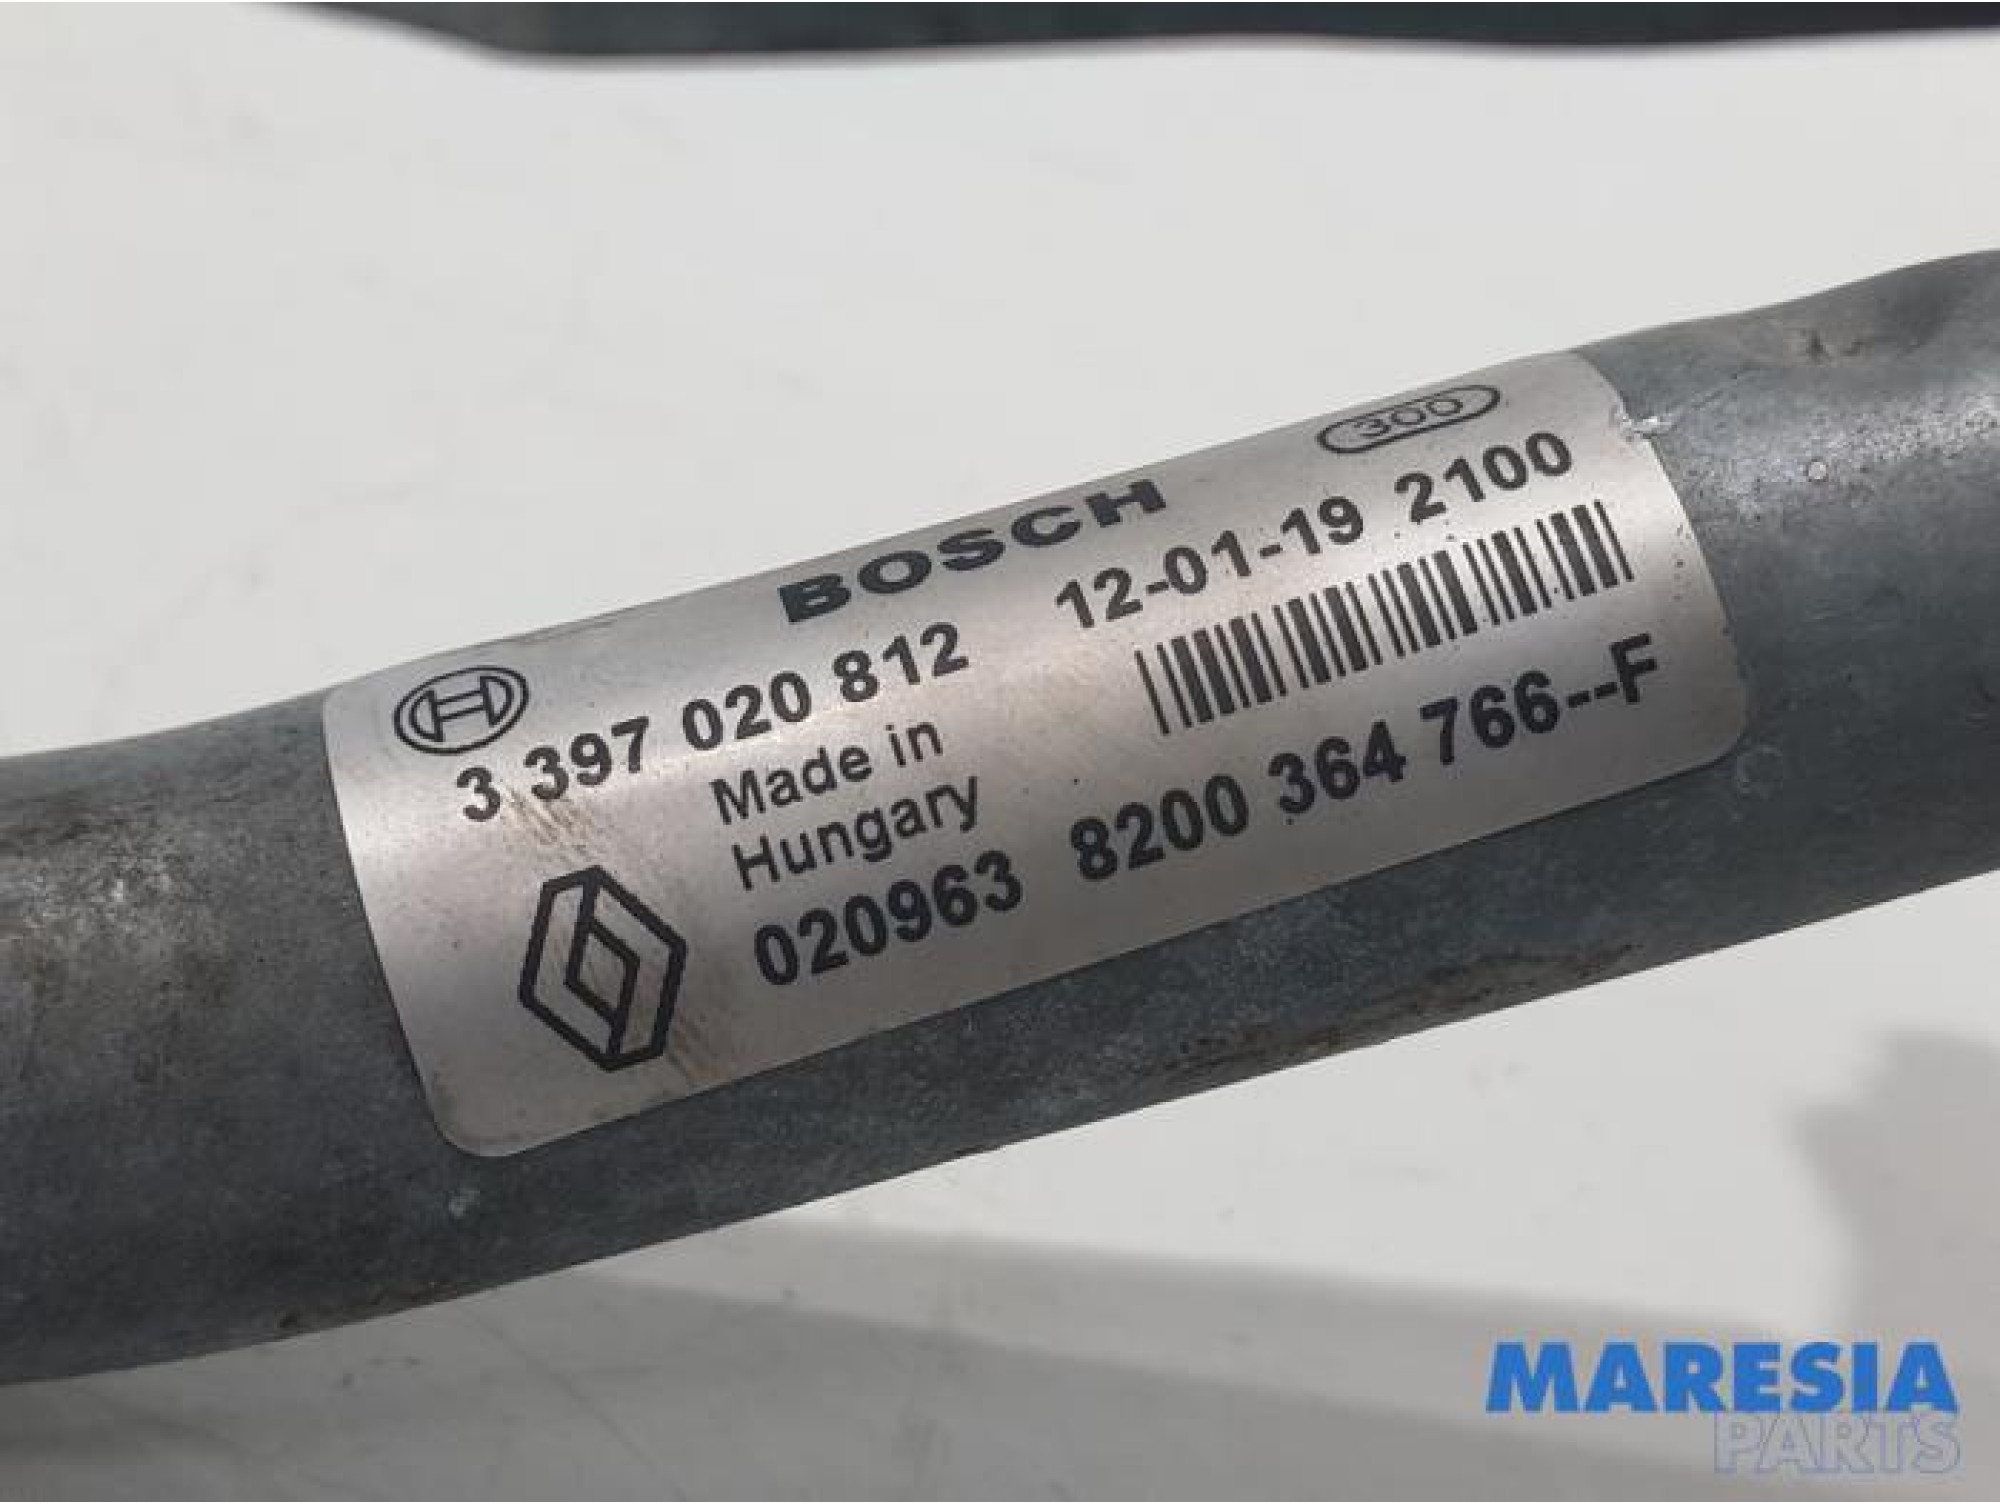 300
BOSCH
3 397 020 812 12-01-19 2100
Made in
Hungary
020963 8200 364 766--F
MARESIA
PARTS